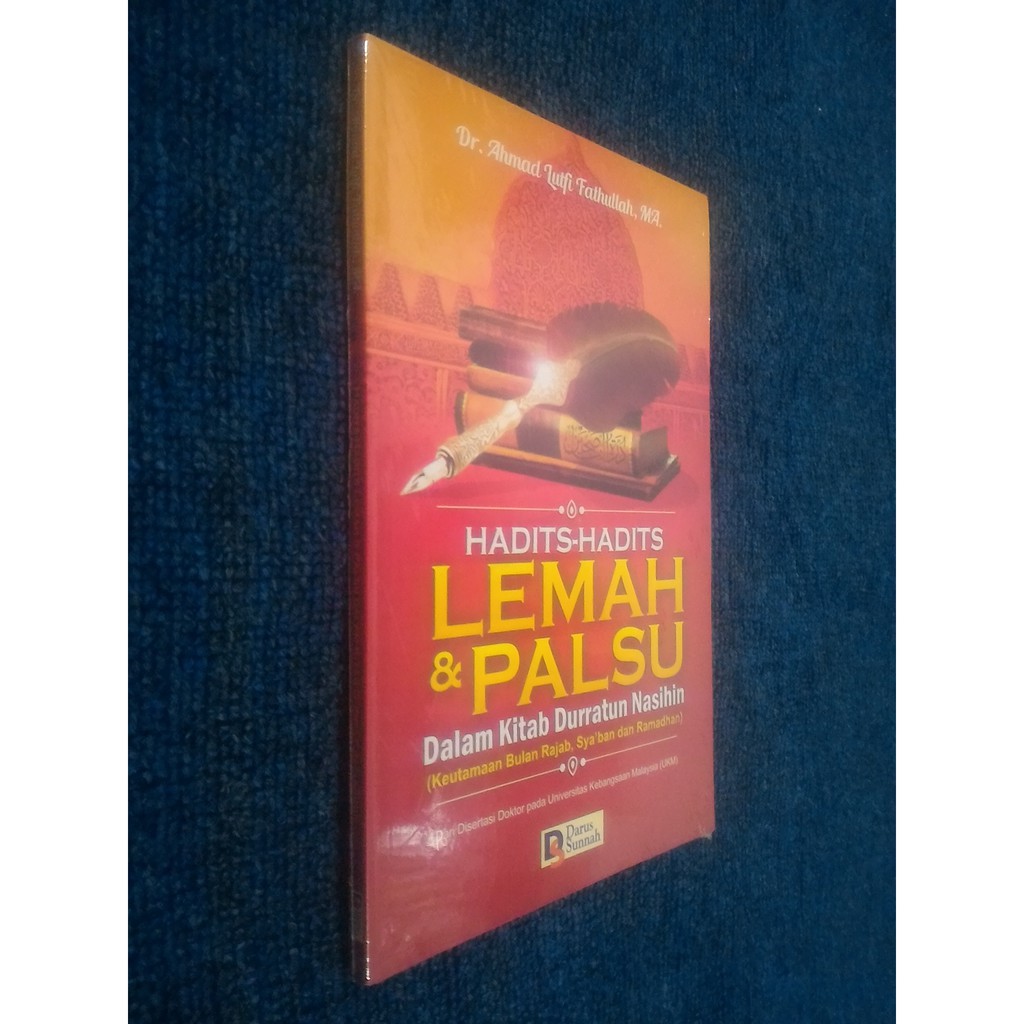 Dr. Ahmad Lutfi Fathullah, MA.
HADITS-HADITS
LEMAH
& PALSU
Dalam Kitab Durratun Nasihin
(Keutamaan Bulan Rajab, Sya'ban dan Ramadhan)
Disertasi Doktor pada Universitas Kebangsaan Malaysia (UKM)
DS Darus
Sunnah